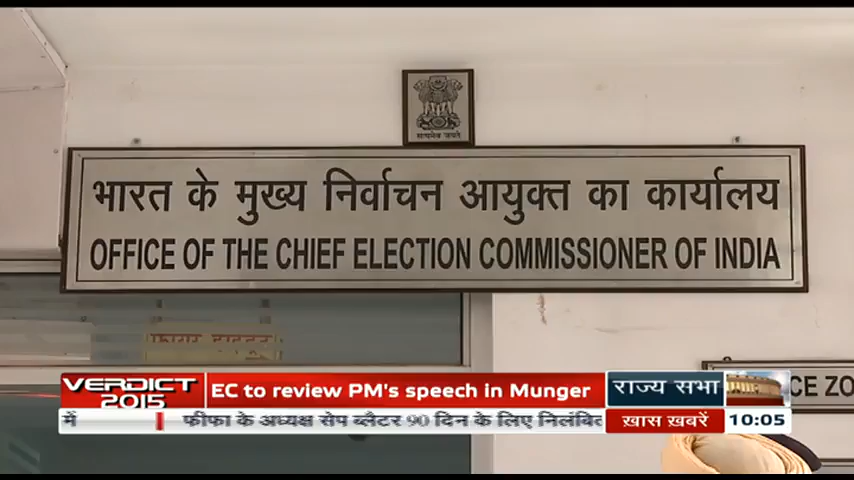 सत्यमेव जयते
भारत के मुख्य निर्वाचन आयुक्त का कार्यालय
OFFICE OF THE CHIEF ELECTION COMMISSIONER OF INDIA
CE ZO
VERDICT 2015
EC to review PM's speech in Munger
राज्य सभा
में फीफा के अध्यक्ष सेप ब्लैटर 90 दिन के लिए निलंबित
ख़ास ख़बरें
10:05